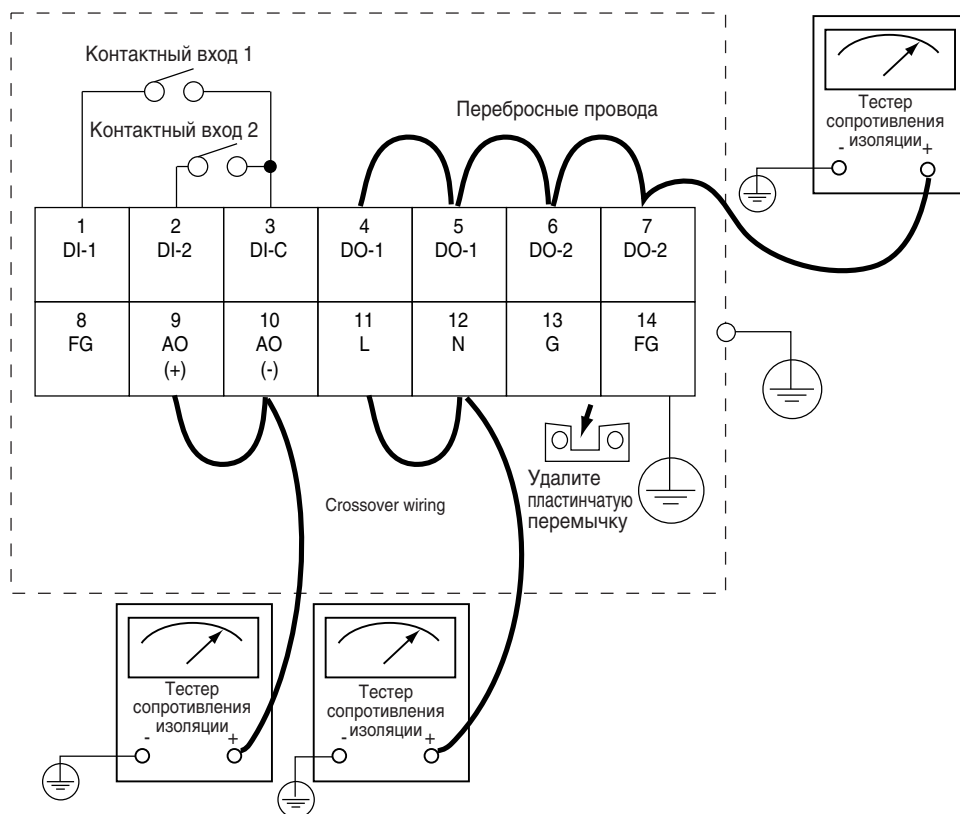 Контактный вход 1
Контактный вход 2
Перебросные провода
Тестер
сопротивления
изоляции
- +
1 2 3 4 5 6 7
DI-1 DI-2 DI-C DO-1 DO-1 DO-2 DO-2
8 9 10 11 12 13 14
FG AO AO L N G FG
(+) (-)
Удалите
пластинчатую
перемычку
Crossover wiring
Тестер
сопротивления
изоляции
- +
Тестер
сопротивления
изоляции
- +